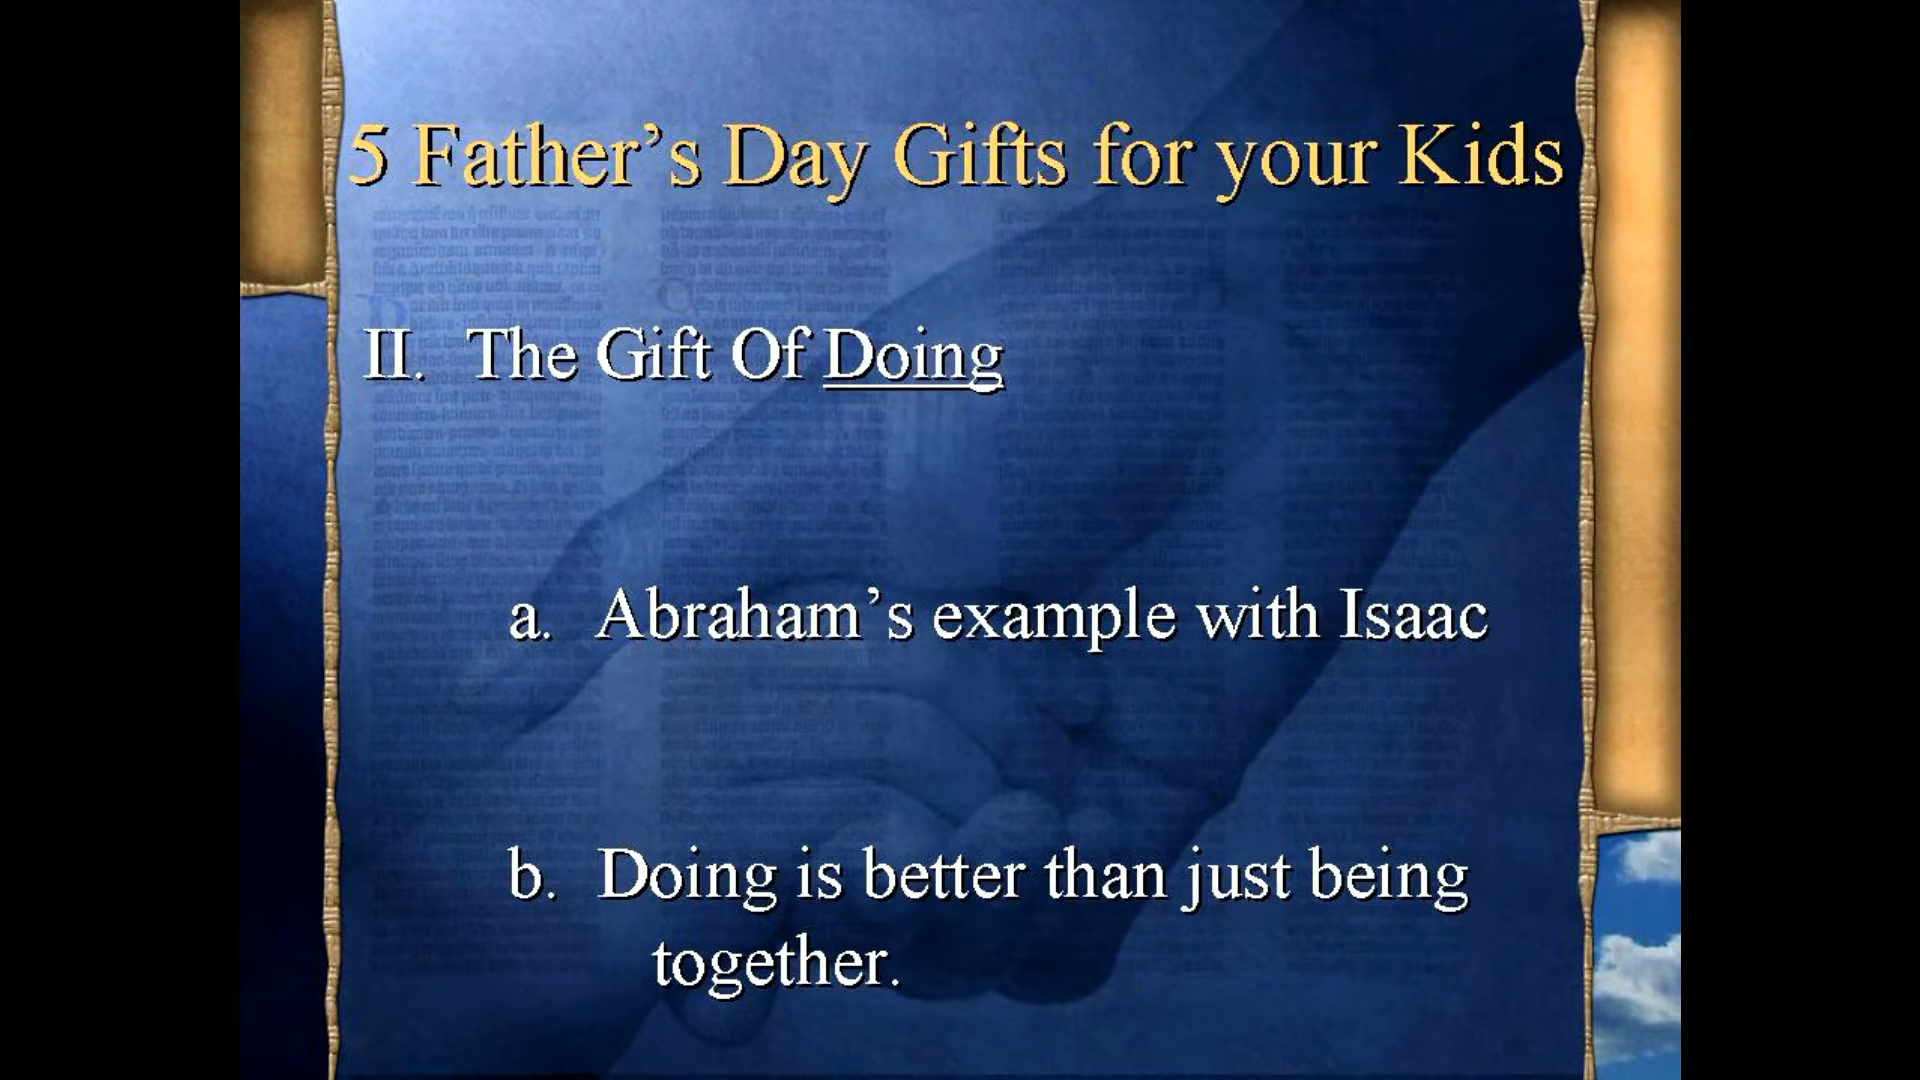 5 Father’s Day Gifts for your Kids
II. The Gift Of Doing
a. Abraham’s example with Isaac
b. Doing is better than just being
together.